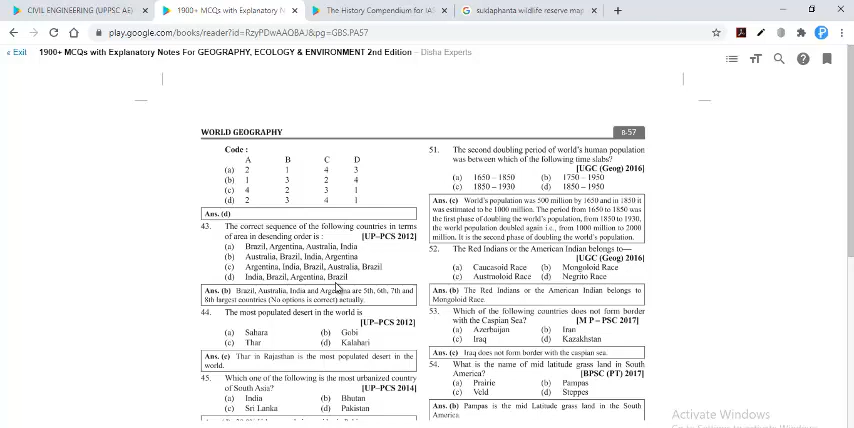 CIVIL ENGINEERING (UPPSC AE)
1900+ MCQs with Explanatory N
The History Compendium for IA
suklaphanta wildlife reserve map
play.google.com/books/reader?id=RzyPDwAAQBAJ&pg=GBS.PA57
« Exit 1900+ MCQs with Explanatory Notes For GEOGRAPHY, ECOLOGY & ENVIRONMENT 2nd Edition – Disha Experts
WORLD GEOGRAPHY
B-57
Code :
A B C D
(a) 2 1 4 3
(b) 1 3 2 4
(c) 4 2 3 1
(d) 2 3 4 1
Ans. (d)
43. The correct sequence of the following countries in terms
of area in desending order is : [UP–PCS 2012]
(a) Brazil, Argentina, Australia, India
(b) Australia, Brazil, India, Argentina
(c) Argentina, India, Brazil, Australia, Brazil
(d) India, Brazil, Argentina, Brazil
Ans. (b) Brazil, Australia, India and Argentina are 5th, 6th, 7th and
8th largest countries (No options is correct) actually.
44. The most populated desert in the world is
[UP–PCS 2012]
(a) Sahara (b) Gobi
(c) Thar (d) Kalahari
Ans. (c) Thar in Rajasthan is the most populated desert in the
world.
45. Which one of the following is the most urbanized country
of South Asia? [UP–PCS 2014]
(a) India (b) Bhutan
(c) Sri Lanka (d) Pakistan
51. The second doubling period of world's human population
was between which of the following time slabs?
[UGC (Geog) 2016]
(a) 1650 – 1850 (b) 1750 – 1950
(c) 1850 – 1930 (d) 1850 – 1950
Ans. (c) World's population was 500 million by 1650 and in 1850 it
was estimated to be 1000 million. The period from 1650 to 1850 was
the first phase of doubling the world's population, from 1850 to 1930,
the world population doubled again i.e., from 1000 million to 2000
million. It is the second phase of doubling the world's population.
52. The Red Indians or the American Indian belongs to—
[UGC (Geog) 2016]
(a) Caucasoid Race (b) Mongoloid Race
(c) Austroloid Race (d) Negrito Race
Ans. (b) The Red Indians or the American Indian belongs to
Mongoloid Race.
53. Which of the following countries does not form border
with the Caspian Sea? [M P – PSC 2017]
(a) Azerbaijan (b) Iran
(c) Iraq (d) Kazakhstan
Ans. (c) Iraq does not form border with the caspian sea.
54. What is the name of mid latitude grass land in South
America? [BPSC (PT) 2017]
(a) Prairie (b) Pampas
(c) Veld (d) Steppes
Ans. (b) Pampas is the mid Latitude grass land in the South
America.
Activate Windows